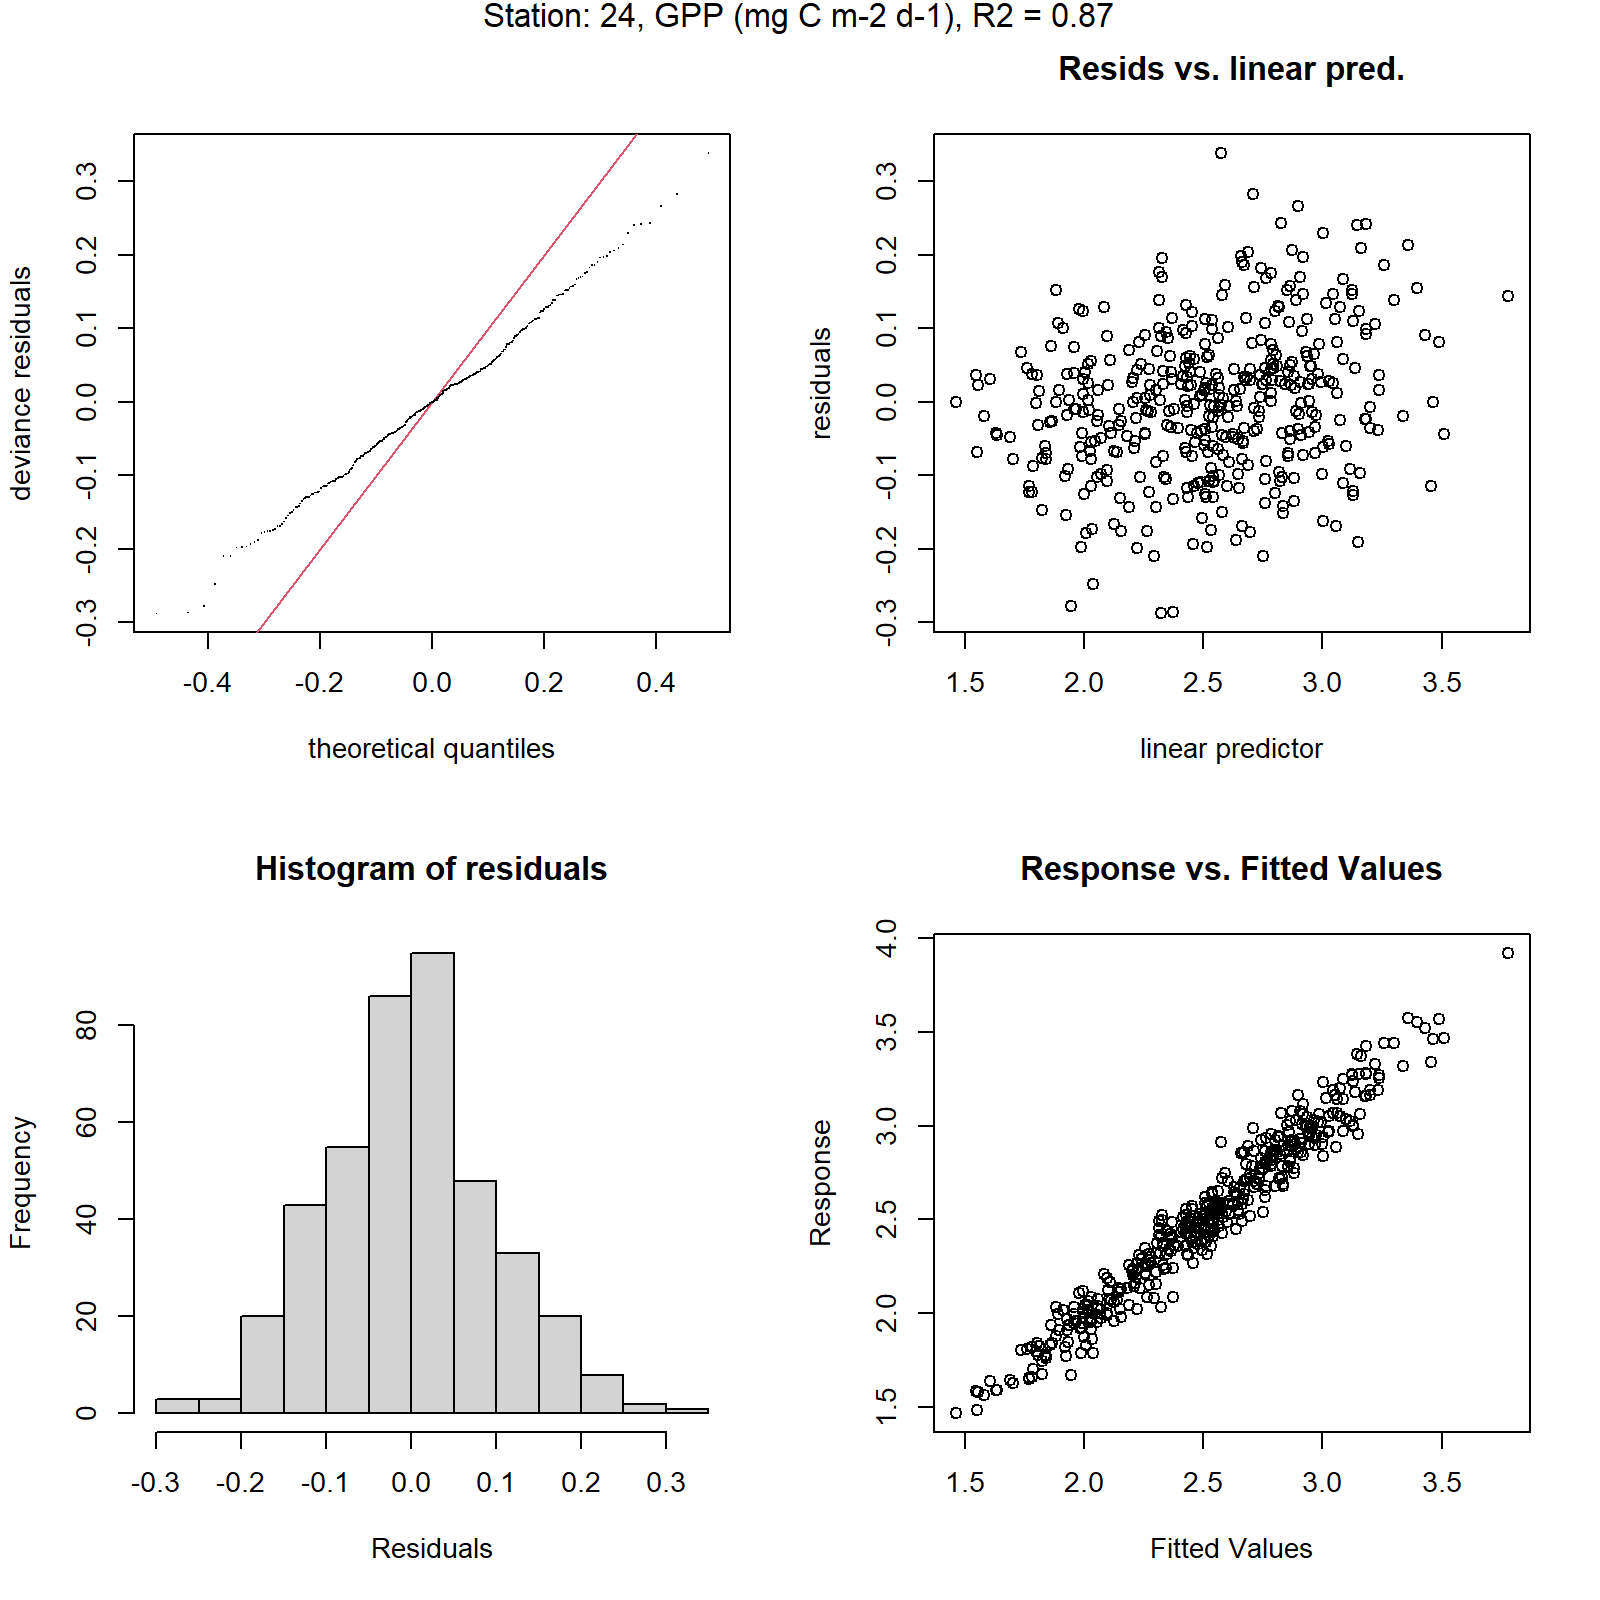 Station: 24, GPP (mg C m-2 d-1), R2 = 0.87
deviance residuals
-0.3 -0.2 -0.1 0.0 0.1 0.2 0.3
-0.4 -0.2 0.0 0.2 0.4
theoretical quantiles
Resids vs. linear pred.
residuals
-0.3 -0.2 -0.1 0.0 0.1 0.2 0.3
1.5 2.0 2.5 3.0 3.5
linear predictor
Histogram of residuals
Frequency
0 20 40 60 80
-0.3 -0.2 -0.1 0.0 0.1 0.2 0.3
Residuals
Response vs. Fitted Values
Response
1.5 2.0 2.5 3.0 3.5 4.0
1.5 2.0 2.5 3.0 3.5
Fitted Values